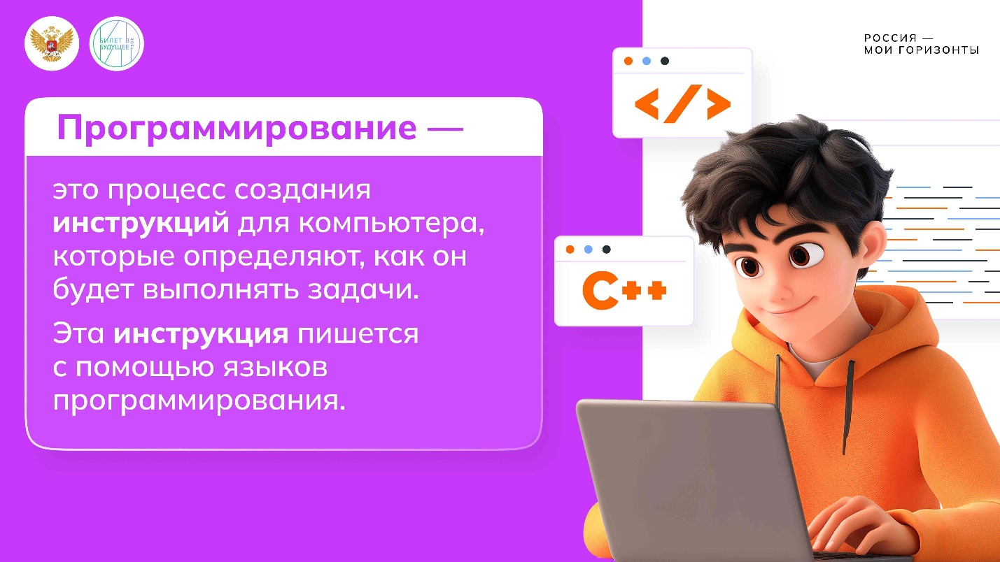 БИЛЕТ В
БУДУЩЕЕ
ТВОЁ
РОССИЯ —
МОИ ГОРИЗОНТЫ
Программирование —
это процесс создания
инструкций для компьютера,
которые определяют, как он
будет выполнять задачи.
Эта инструкция пишется
с помощью языков
программирования.
</>
C++